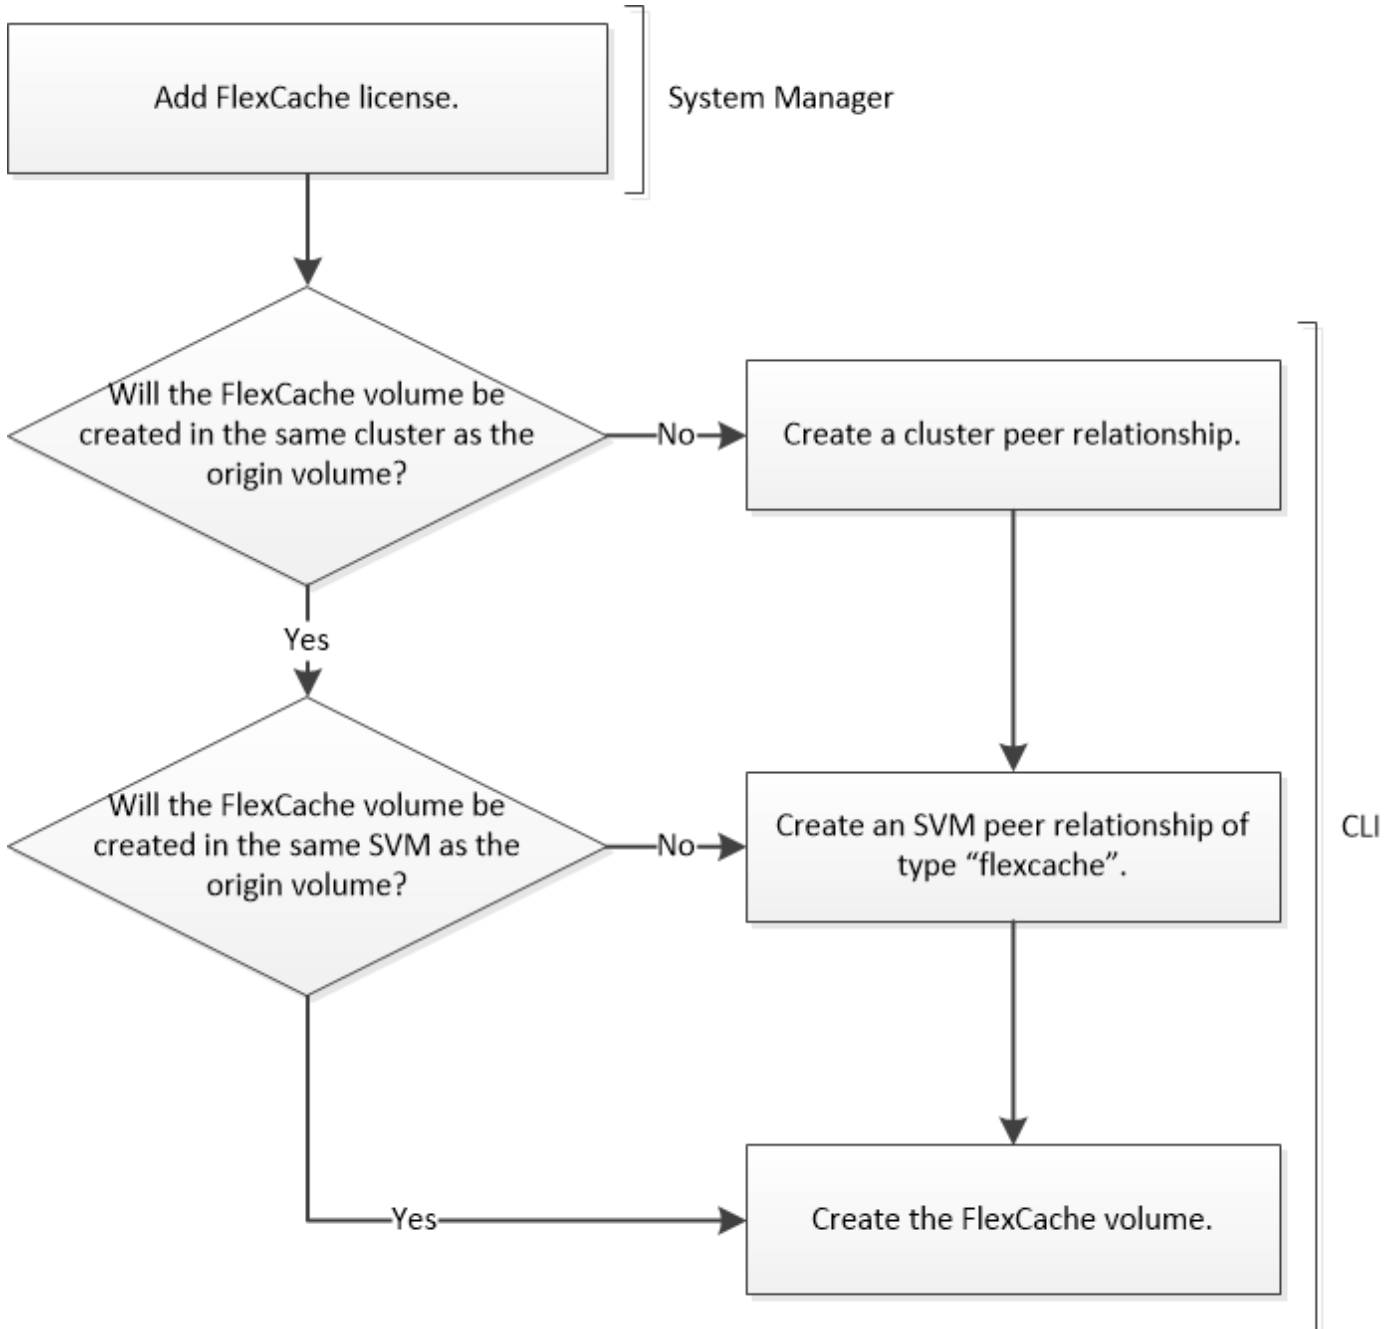 Add FlexCache license.
System Manager
Will the FlexCache volume be
created in the same cluster as the
origin volume?
No
Create a cluster peer relationship.
Yes
Will the FlexCache volume be
created in the same SVM as the
origin volume?
No
Create an SVM peer relationship of
type “flexcache”.
CLI
Yes
Create the FlexCache volume.